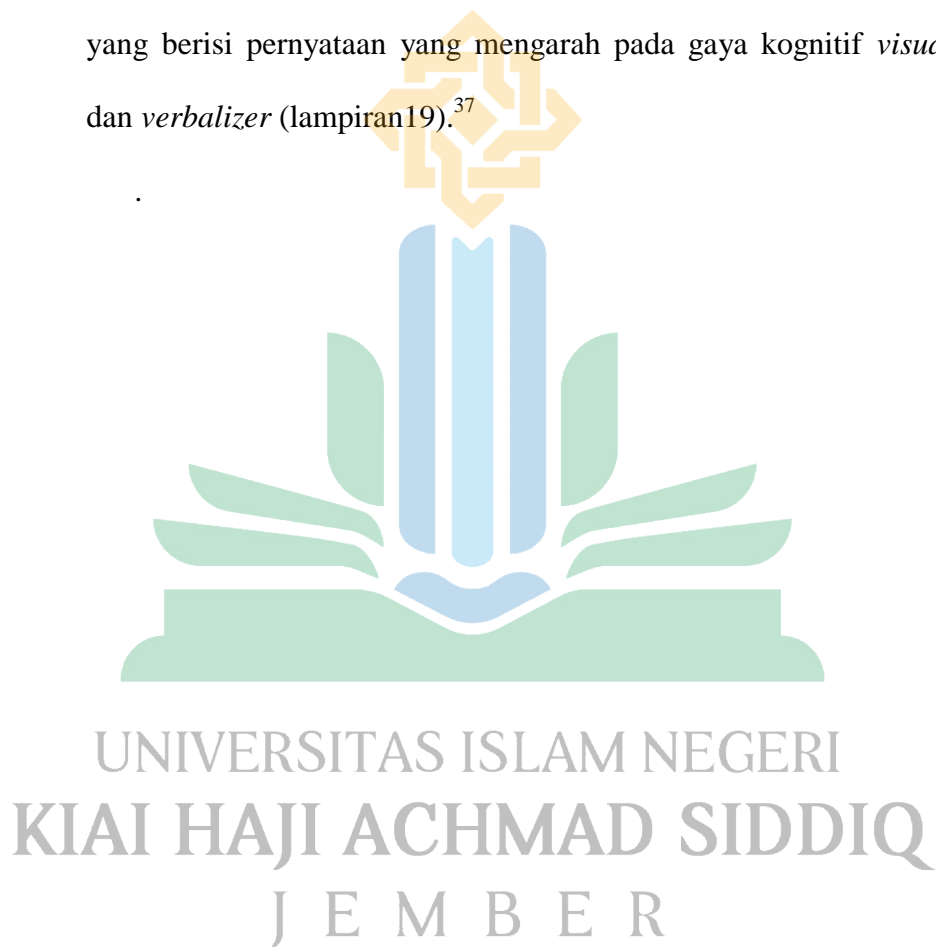 yang berisi pernyataan yang mengarah pada gaya kognitif visua
dan verbalizer (lampiran19).37
.
UNIVERSITAS ISLAM NEGERI
KIAI HAJI ACHMAD SIDDIQ
JEMBER